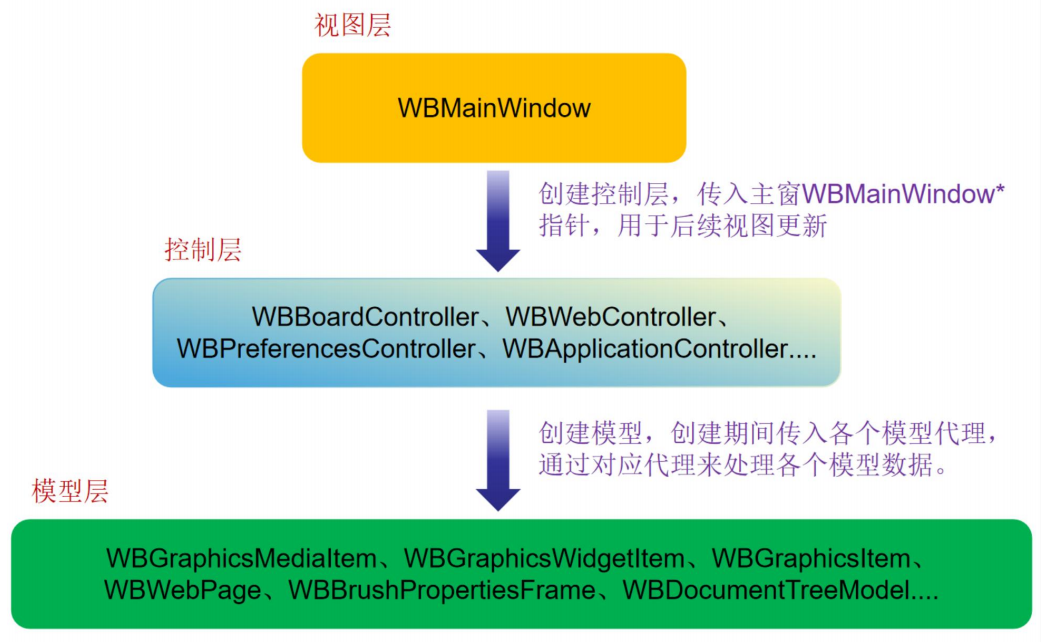 视图层
WBMainWindow
创建控制层，传入主窗WBMainWindow*
指针，用于后续视图更新
控制层
WBBoardController、WBWebController、
WBPreferencesController、WBApplicationController....
创建模型，创建期间传入各个模型代理，
通过对应代理来处理各个模型数据。
模型层
WBGraphicsMediaItem、WBGraphicsWidgetItem、WBGraphicsItem、
WBWebPage、WBBrushPropertiesFrame、WBDocumentTreeModel....